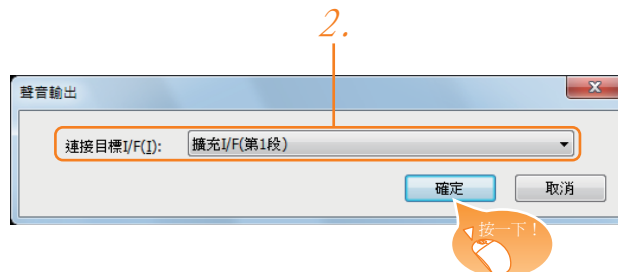 2.
聲音輸出
連接目標I/F(I):
擴充I/F(第1段)
確定
取消
按一下！